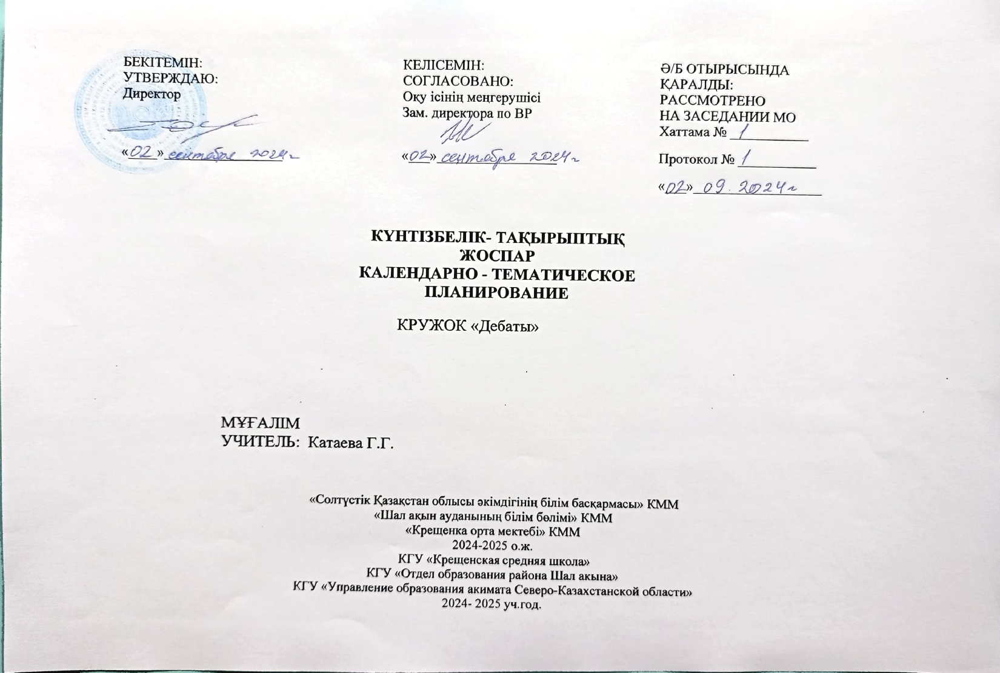 БЕКІТЕМІН:
УТВЕРЖДАЮ:
Директор
«02» сентября 2024г
КЕЛІСЕМІН:
СОГЛАСОВАНО:
Оқу ісінің меңгерушісі
Зам. директора по ВР
«02» сентября 2024г
Ә/Б ОТЫРЫСЫНДА
ҚАРАЛДЫ:
РАССМОТРЕНО
НА ЗАСЕДАНИИ МО
Хаттама № 1
Протокол № 1
«02» 09. 2024г
КҮНТІЗБЕЛІК- ТАҚЫРЫПТЫҚ
ЖОСПАР
КАЛЕНДАРНО - ТЕМАТИЧЕСКОЕ
ПЛАНИРОВАНИЕ
КРУЖОК «Дебаты»
МҰҒАЛІМ
УЧИТЕЛЬ: Катаева Г.Г.
«Солтүстік Қазақстан облысы әкімдігінің білім басқармасы» КММ
«Шал ақын ауданының білім бөлімі» КММ
«Крещенка орта мектебі» КММ
2024-2025 о.ж.
КГУ «Крещенская средняя школа»
КГУ «Отдел образования района Шал акына»
КГУ «Управление образования акимата Северо-Казахстанской области»
2024- 2025 уч.год.